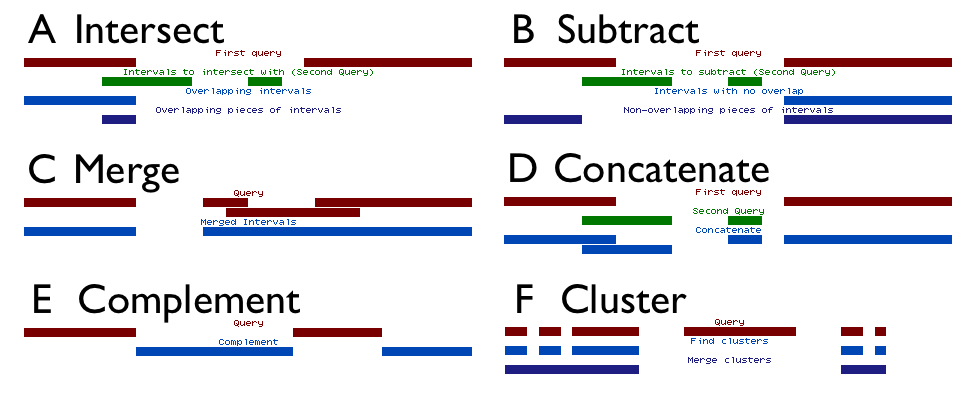 A Intersect
First query
Intervals to intersect with (Second Query)
Overlapping intervals
Overlapping pieces of intervals
B Subtract
First query
Intervals to subtract (Second Query)
Intervals with no overlap
Non-overlapping pieces of intervals
C Merge
Query
Merged Intervals
D Concatenate
First query
Second Query
Concatenate
E Complement
Query
Complement
F Cluster
Query
Find clusters
Merge clusters